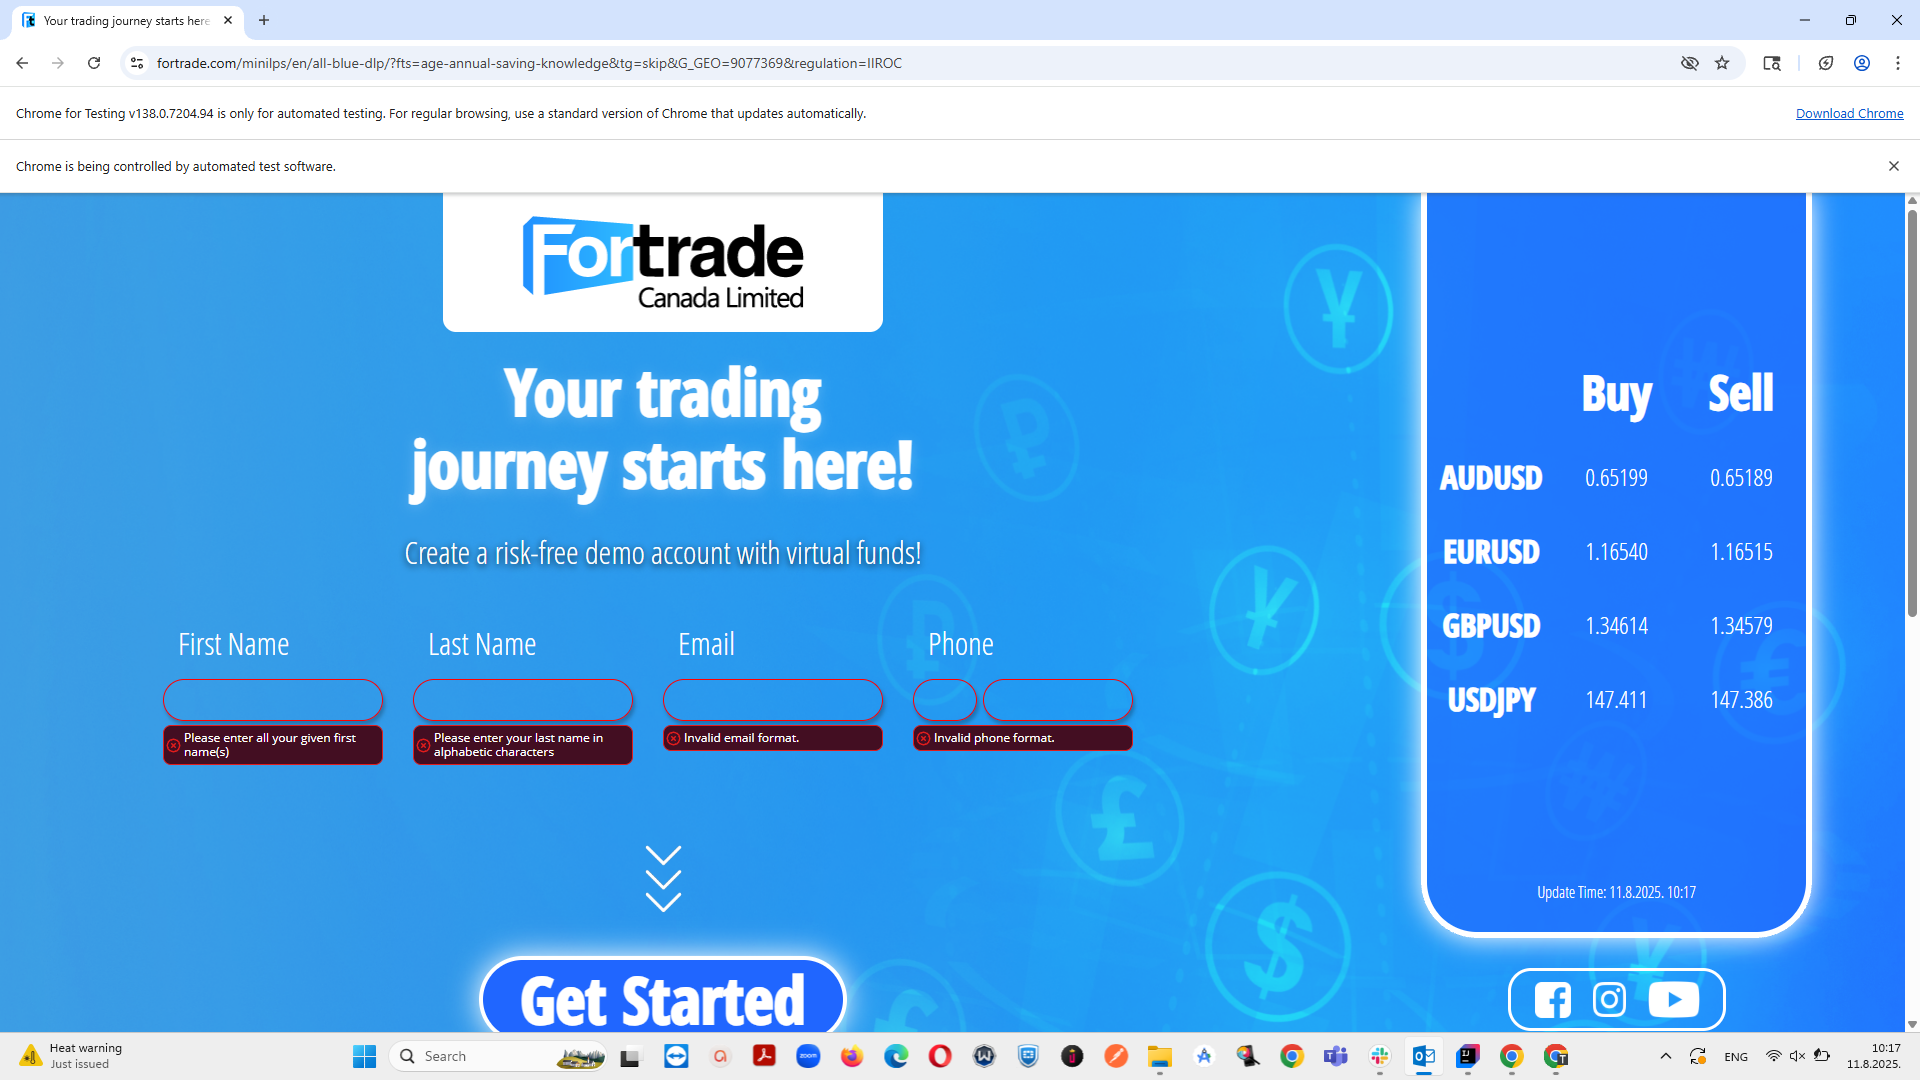 Your trading journey starts here
fortrade.com/minilps/en/all-blue-dlp/?fts=age-annual-saving-knowledge&tg=skip&G_GEO=9077369&regulation=IIROC
Chrome for Testing v138.0.7204.94 is only for automated testing. For regular browsing, use a standard version of Chrome that updates automatically.
Download Chrome
Chrome is being controlled by automated test software.
Fortrade
Canada Limited
Your trading
journey starts here!
Create a risk-free demo account with virtual funds!
First Name
Last Name
Email
Phone
Please enter all your given first
name(s)
Please enter your last name in
alphabetic characters
Invalid email format.
Invalid phone format.
Get Started
Buy Sell
AUDUSD 0.65199 0.65189
EURUSD 1.16540 1.16515
GBPUSD 1.34614 1.34579
USDJPY 147.411 147.386
Update Time: 11.8.2025. 10:17
Heat warning
Just issued
Search
zoom
ENG
10:17
11.8.2025.